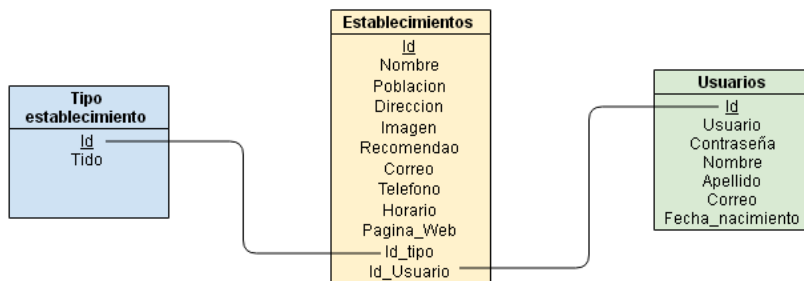 Tipo
establecimiento
Id
Tido
Establecimientos
Id
Nombre
Poblacion
Direccion
Imagen
Recomendao
Correo
Telefono
Horario
Pagina_Web
Id_tipo
Id_Usuario
Usuarios
Id
Usuario
Contraseña
Nombre
Apellido
Correo
Fecha_nacimiento